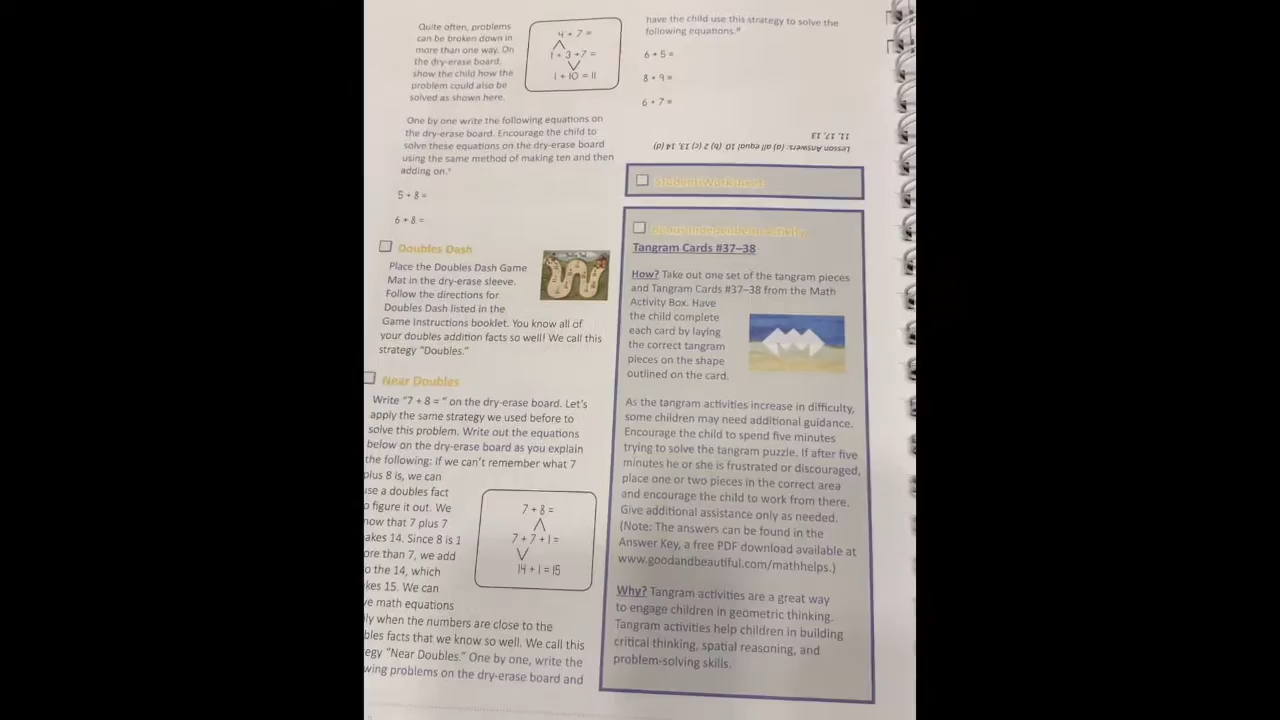 Quite often, problems
can be broken down in
more than one way. On
the dry-erase board,
show the child how the
problem could also be
solved as shown here.
4 + 7 =
1 + 3 + 7 =
1 + 10 = 11
One by one write the following equations on
the dry-erase board. Encourage the child to
solve these equations on the dry-erase board
using the same method of making ten and then
adding on.*
5 + 8 =
6 + 8 =
Doubles Dash
Place the Doubles Dash Game
Mat in the dry-erase sleeve.
Follow the directions for
Doubles Dash listed in the
Game Instructions booklet. You know all of
your doubles addition facts so well! We call this
strategy "Doubles."
Near Doubles
Write "7 + 8 = " on the dry-erase board. Let's
apply the same strategy we used before to
solve this problem. Write out the equations
below on the dry-erase board as you explain
the following: If we can't remember what 7
plus 8 is, we can
use a doubles fact
o figure it out. We
now that 7 plus 7
akes 14. Since 8 is 1
ore than 7, we add
o the 14, which
kes 15. We can
ve math equations
ly when the numbers are close to the
bles facts that we know so well. We call this
egy "Near Doubles." One by one, write the
wing problems on the dry-erase board and
7 + 8 =
7 + 7 + 1 =
14 + 1 = 15
have the child use this strategy to solve the
following equations.*
6 + 5 =
8 + 9 =
6 + 7 =
Lesson Answers: (a) all equal 10 (b) 2 (c) 13, 14 (d)
11, 17, 13
Student Worksheet
Bonus Independent Activity
Tangram Cards #37–38
How? Take out one set of the tangram pieces
and Tangram Cards #37–38 from the Math
Activity Box. Have
the child complete
each card by laying
the correct tangram
pieces on the shape
outlined on the card.
As the tangram activities increase in difficulty,
some children may need additional guidance.
Encourage the child to spend five minutes
trying to solve the tangram puzzle. If after five
minutes he or she is frustrated or discouraged,
place one or two pieces in the correct area
and encourage the child to work from there.
Give additional assistance only as needed.
(Note: The answers can be found in the
Answer Key, a free PDF download available at
www.goodandbeautiful.com/mathhelps.)
Why? Tangram activities are a great way
to engage children in geometric thinking.
Tangram activities help children in building
critical thinking, spatial reasoning, and
problem-solving skills.